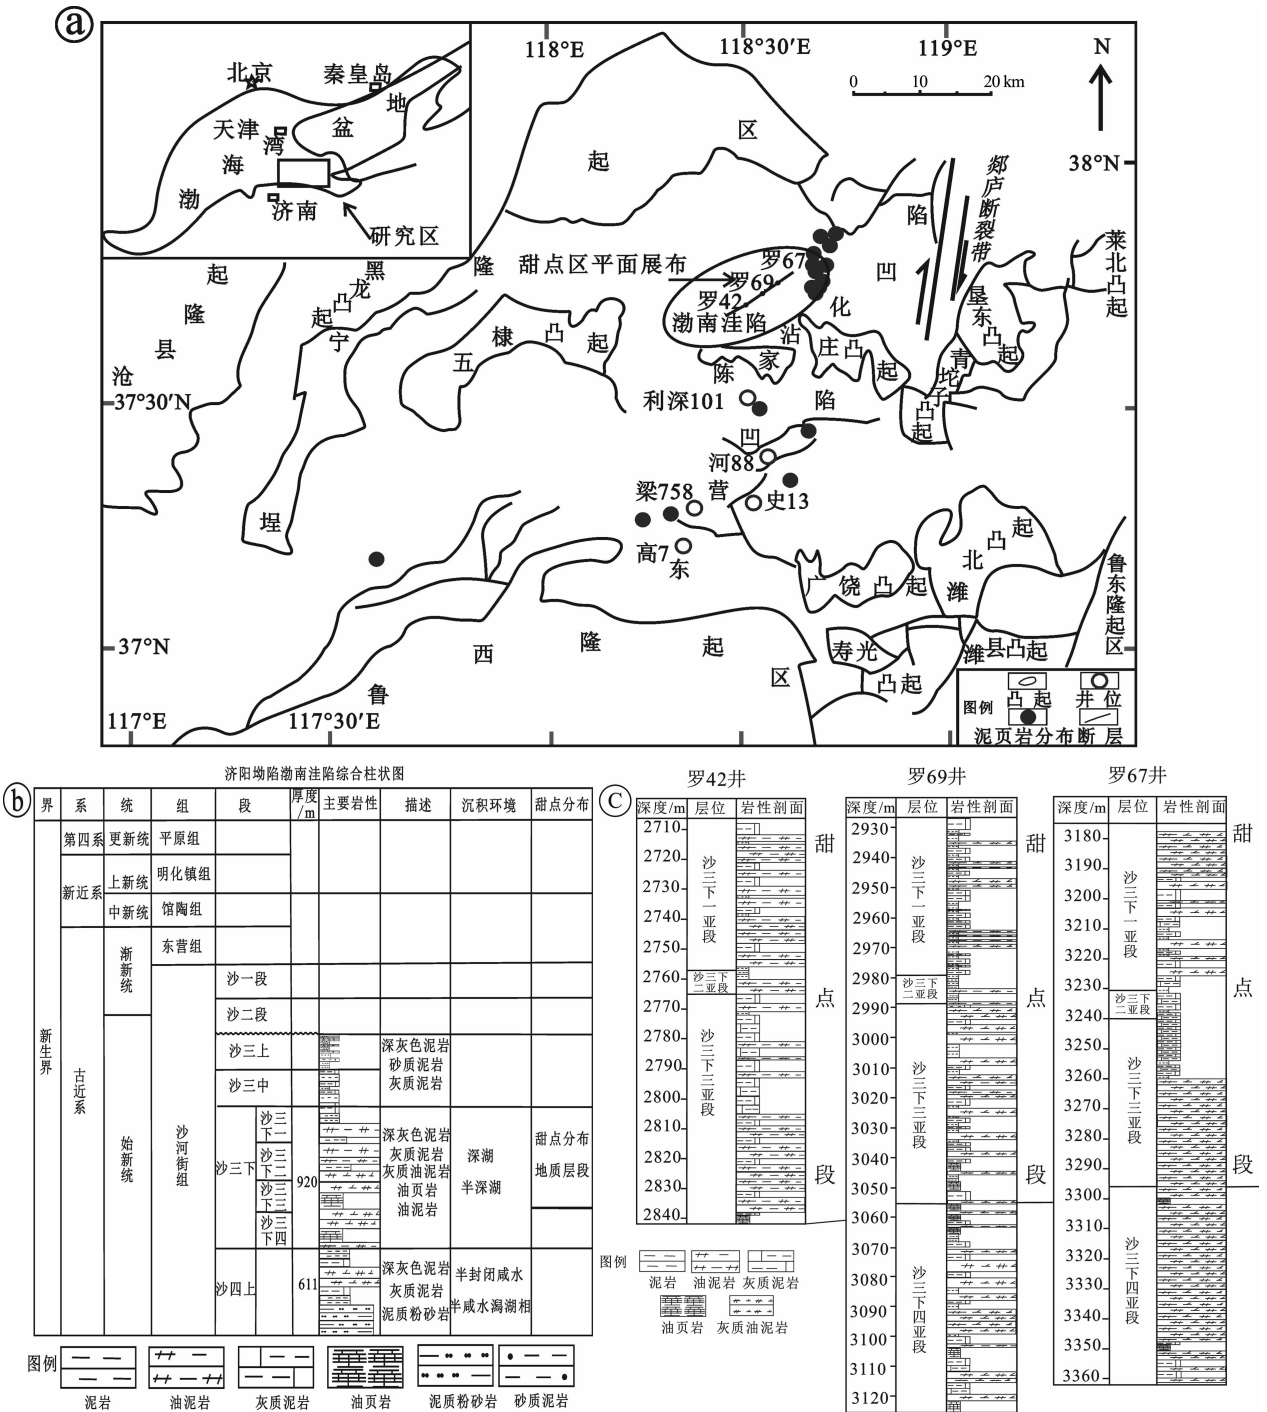 ⓐ
118°E
118°30′E
119°E
N
0 10 20 km
38°N
37°30′N
37°N
117°E
117°30′E
北京
秦皇岛
天津
渤海湾盆地
济南
研究区
沧县隆起
埕宁隆起区
黑龙凸起
五棣凸起
甜点区平面展布
罗67
罗69
罗42
渤南洼陷
沾化凹陷
郯庐断裂带
莱北凸起
垦东凸起
青坨子凸起
陈家庄凸起
利深101
河88
史13
梁758
高7
东营凹陷
广饶凸起
潍北凸起
鲁东隆起区
寿光凸起
潍县凸起
鲁西隆起区
图例
凸起 井位
泥页岩分布 断层
ⓑ
济阳坳陷渤南洼陷综合柱状图
界 系 统 组 段 厚度/m 主要岩性 描述 沉积环境 甜点分布
新生界
第四系 更新统 平原组
新近系 上新统 明化镇组
中新统 馆陶组
古近系 渐新统 东营组
始新统 沙河街组
沙一段
沙二段
沙三上
沙三中
深灰色泥岩
砂质泥岩
灰质泥岩
沙三下
沙三下一
沙三下二
沙三下三
沙三下四
920
深灰色泥岩
灰质泥岩
灰质油泥岩
油页岩
油泥岩
深湖
半深湖
甜点分布
地质层段
沙四上
611
深灰色泥岩
灰质泥岩
泥质粉砂岩
半封闭咸水
半咸水潟湖相
图例
泥岩 油泥岩 灰质泥岩 油页岩 泥质粉砂岩 砂质泥岩
ⓒ
罗42井
深度/m 层位 岩性剖面
2710
2720
2730
2740
2750
2760
2770
2780
2790
2800
2810
2820
2830
2840
沙三下一亚段
沙三下二亚段
沙三下三亚段
甜点段
罗69井
深度/m 层位 岩性剖面
2930
2940
2950
2960
2970
2980
2990
3000
3010
3020
3030
3040
3050
3060
3070
3080
3090
3100
3110
3120
沙三下一亚段
沙三下二亚段
沙三下三亚段
沙三下四亚段
甜点段
罗67井
深度/m 层位 岩性剖面
3180
3190
3200
3210
3220
3230
3240
3250
3260
3270
3280
3290
3300
3310
3320
3330
3340
3350
3360
沙三下一亚段
沙三下二亚段
沙三下三亚段
沙三下四亚段
甜点段
图例
泥岩 油泥岩 灰质泥岩
油页岩 灰质油泥岩